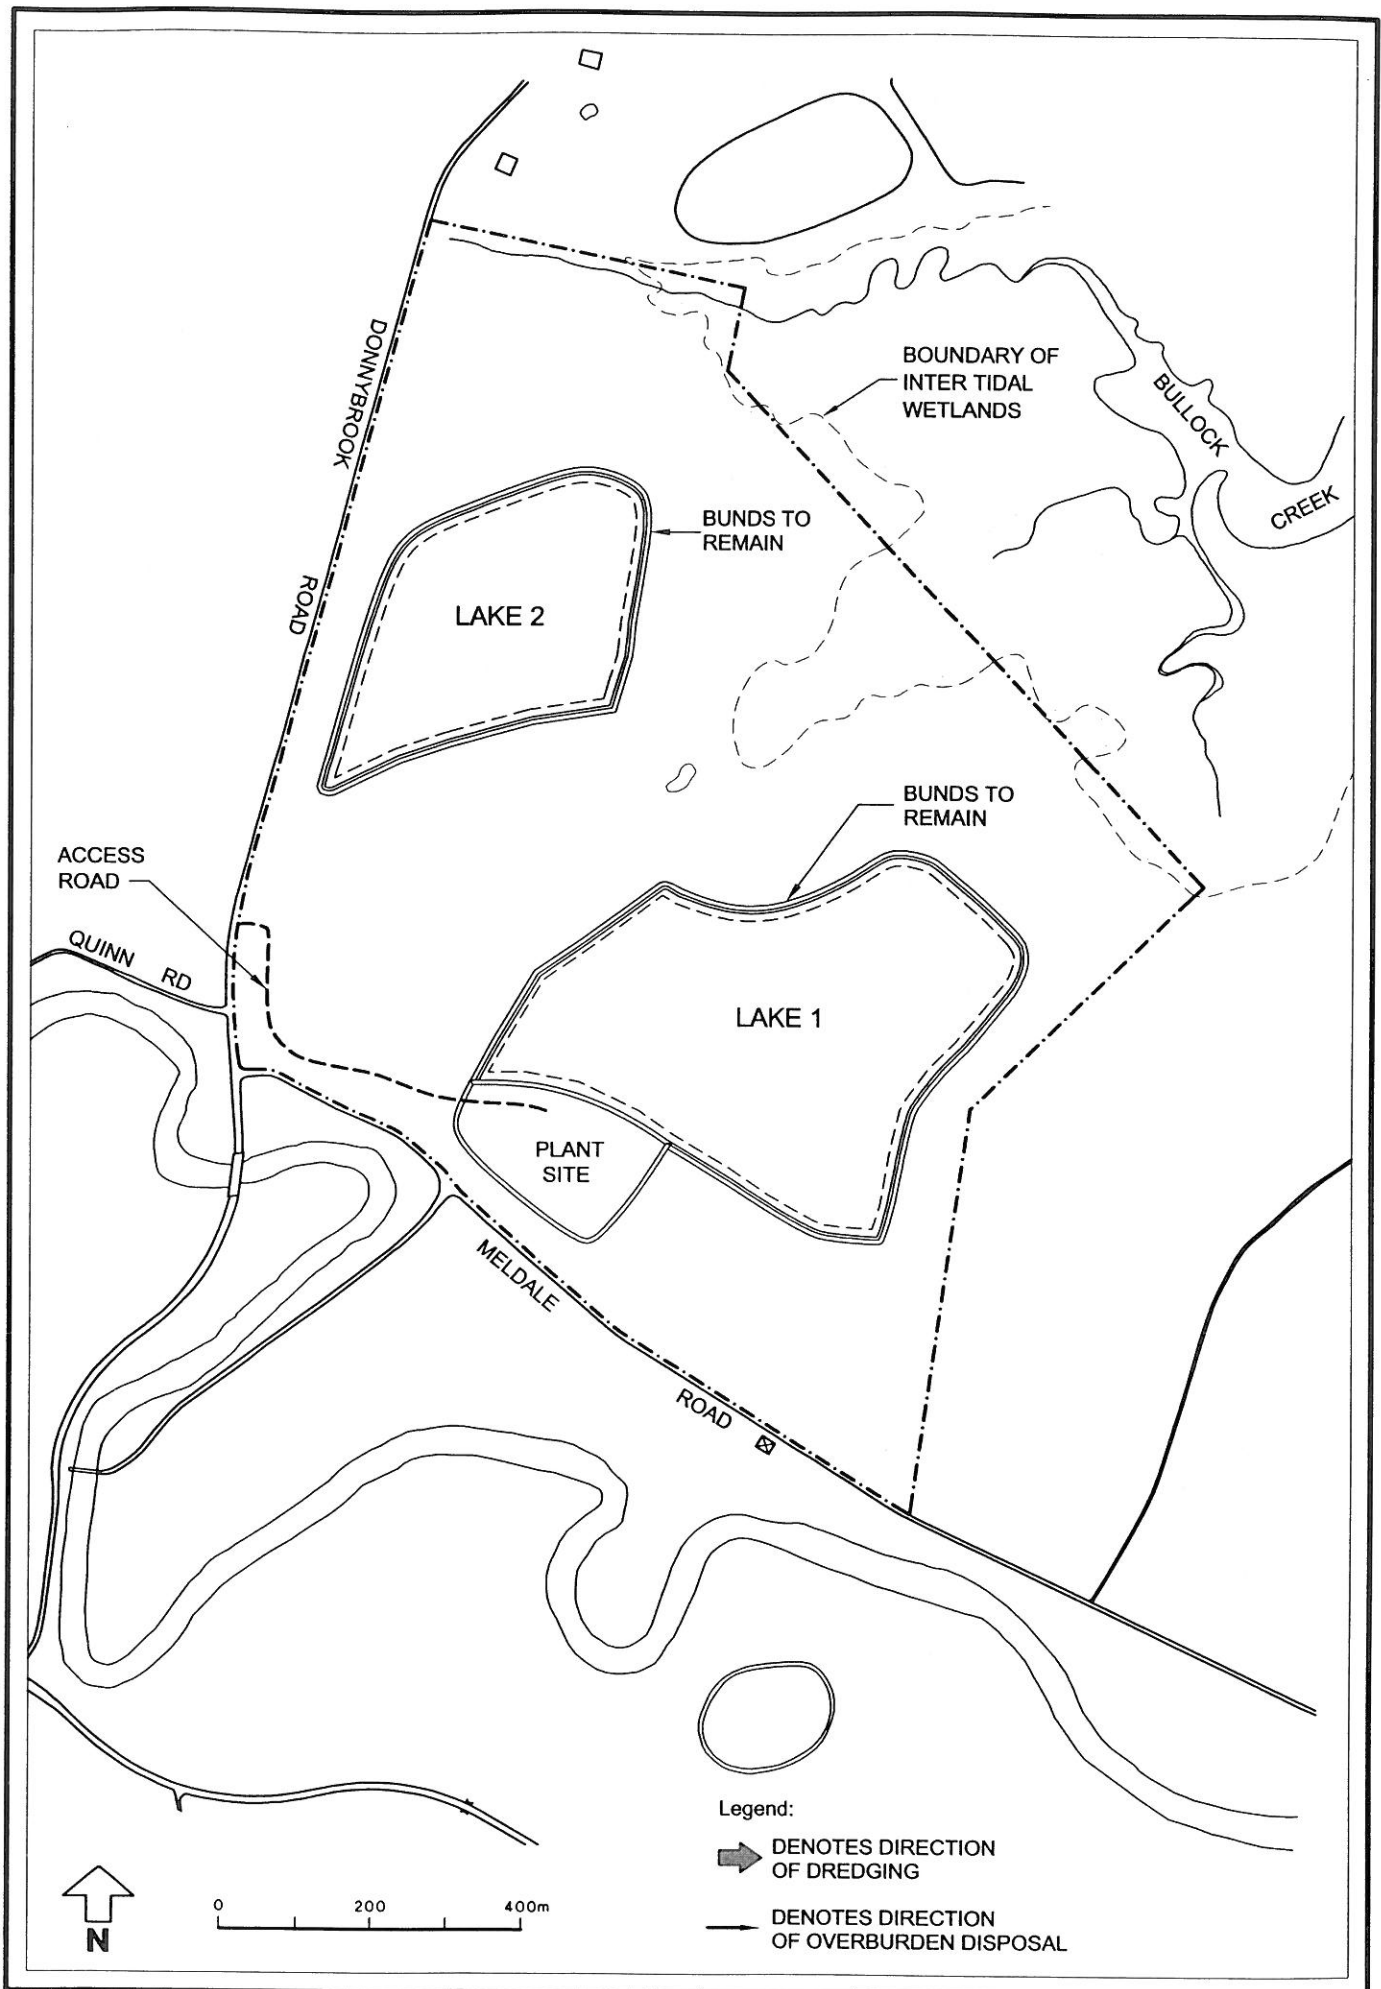 DONNYBROOK
ROAD
BOUNDARY OF
INTER TIDAL
WETLANDS
BULLOCK
CREEK
BUNDS TO
REMAIN
LAKE 2
BUNDS TO
REMAIN
ACCESS
ROAD
QUINN RD
LAKE 1
PLANT
SITE
MELDALE
ROAD
Legend:
DENOTES DIRECTION
OF DREDGING
DENOTES DIRECTION
OF OVERBURDEN DISPOSAL
N
0 200 400m